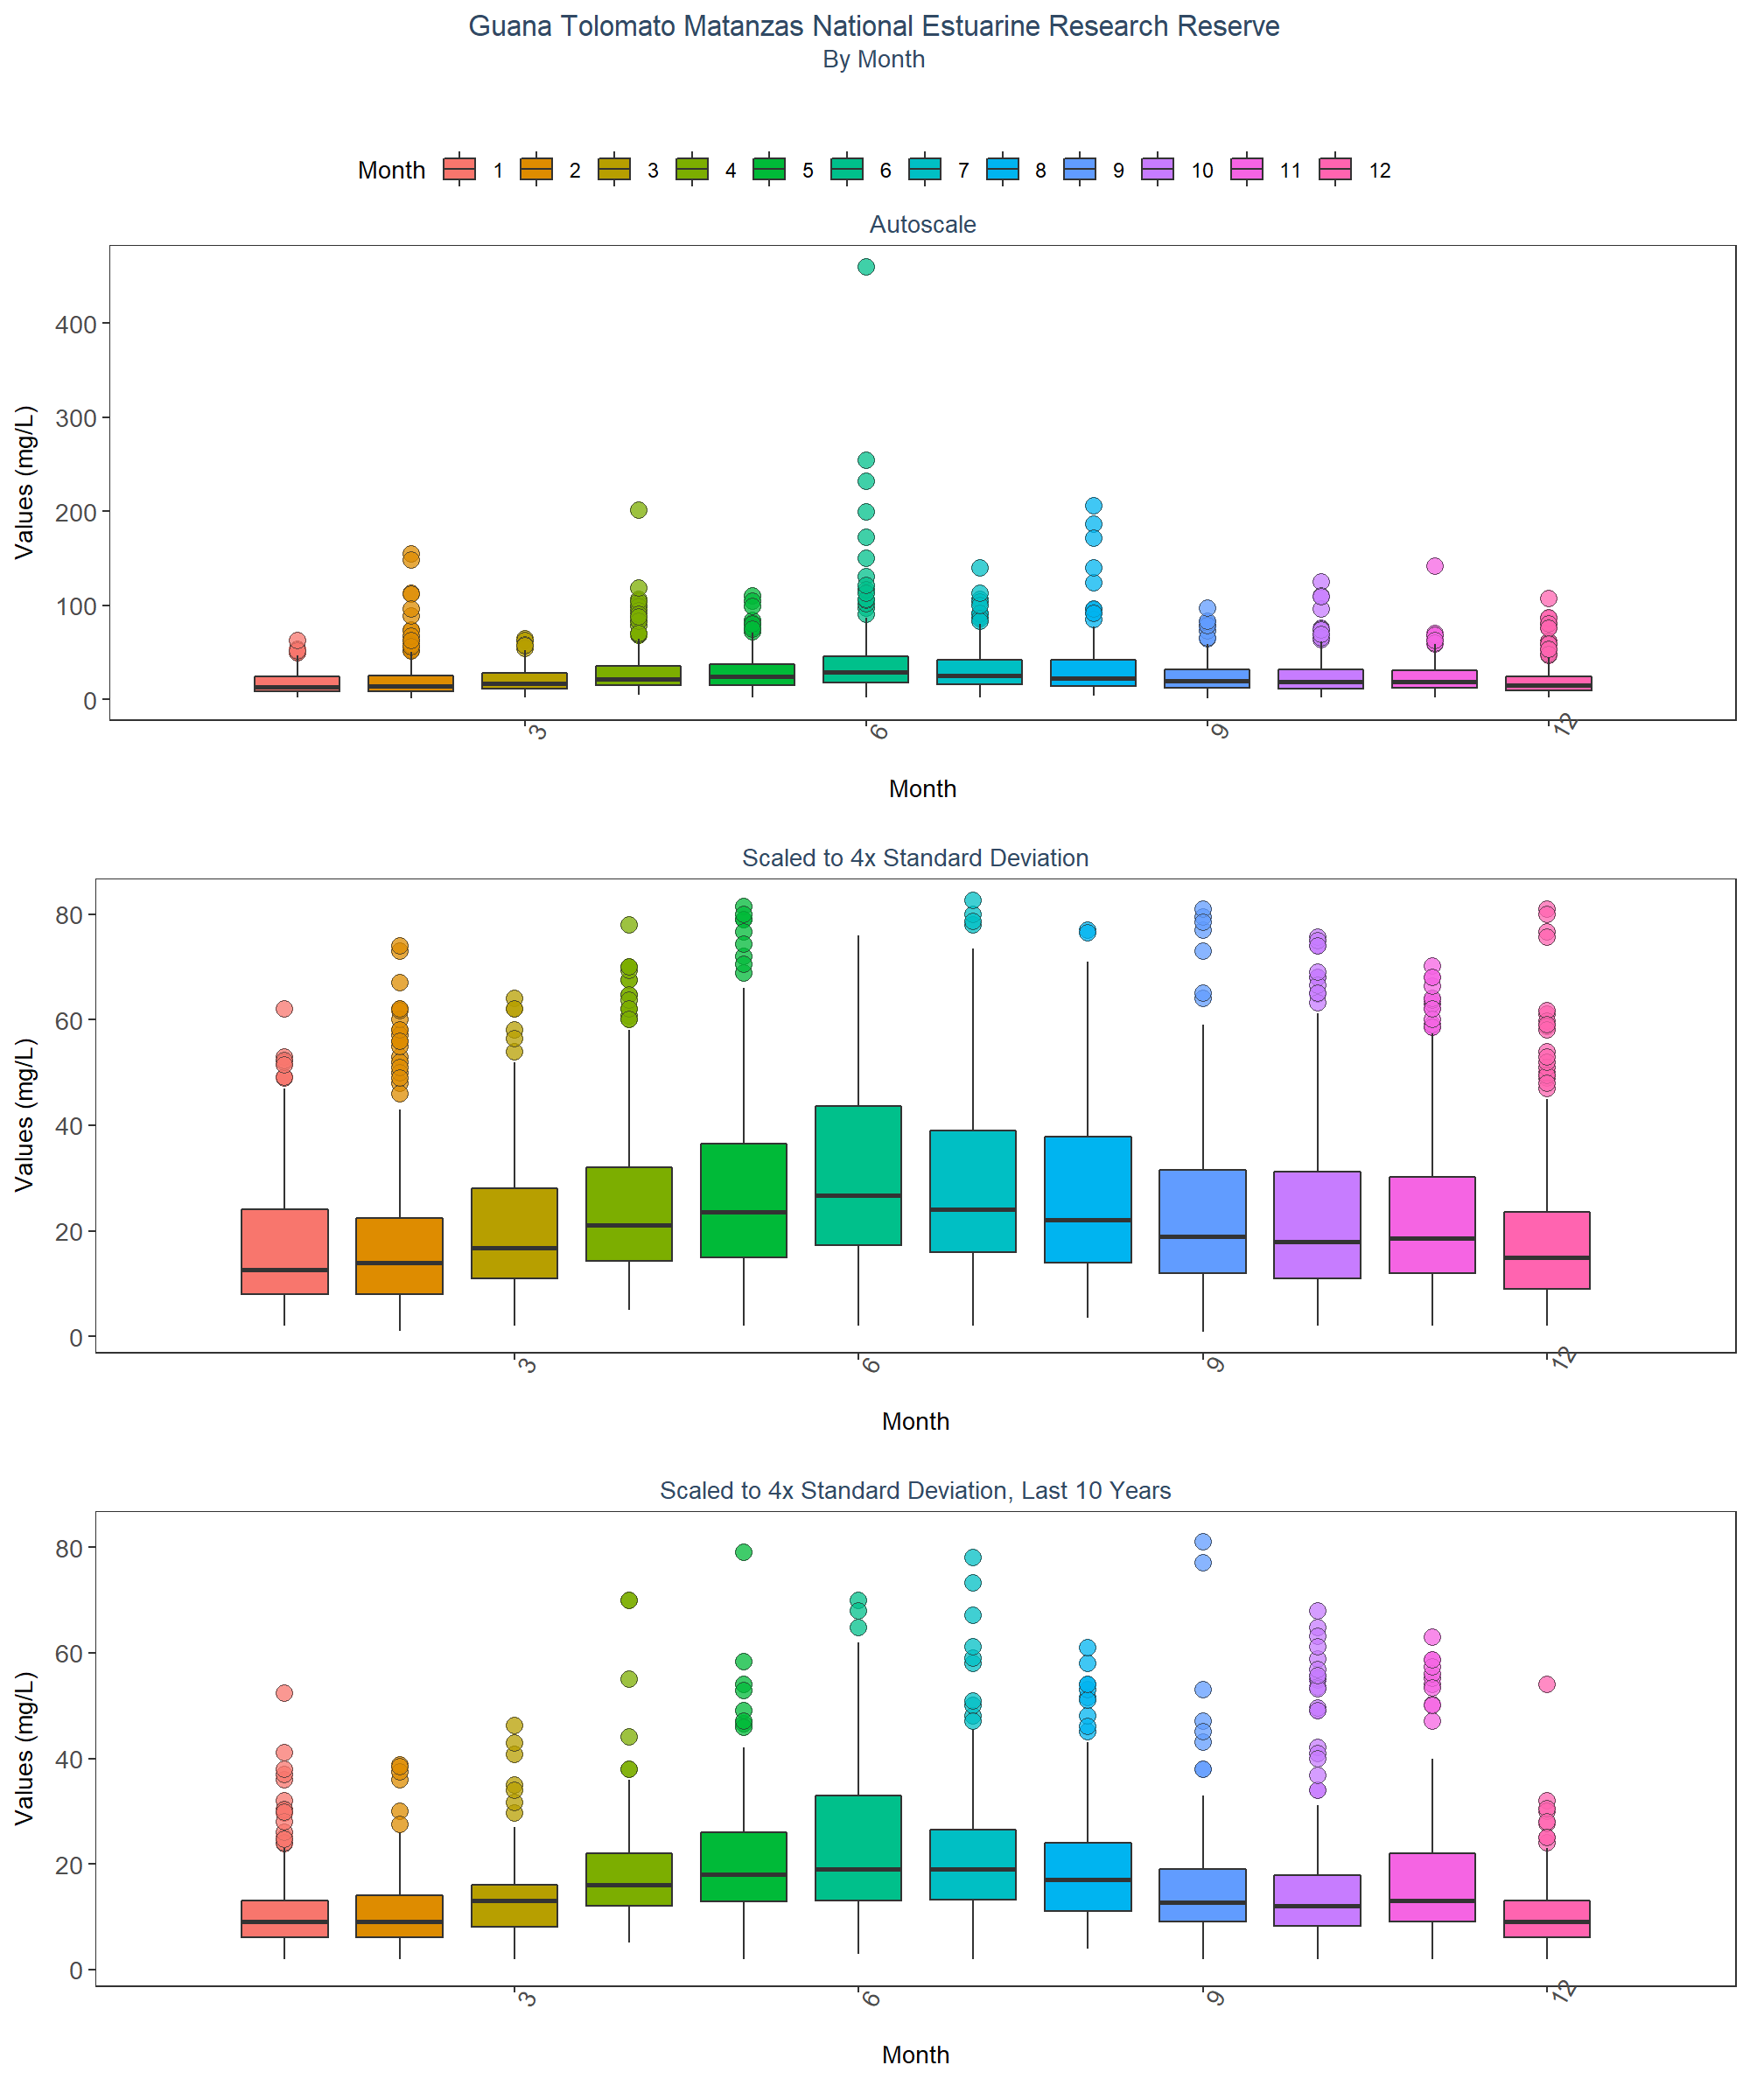 Guana Tolomato Matanzas National Estuarine Research Reserve
By Month
Month 1 2 3 4 5 6 7 8 9 10 11 12
Autoscale
Values (mg/L)
400
300
200
100
0
3 6 9 12
Month
Scaled to 4x Standard Deviation
Values (mg/L)
80
60
40
20
0
3 6 9 12
Month
Scaled to 4x Standard Deviation, Last 10 Years
Values (mg/L)
80
60
40
20
0
3 6 9 12
Month